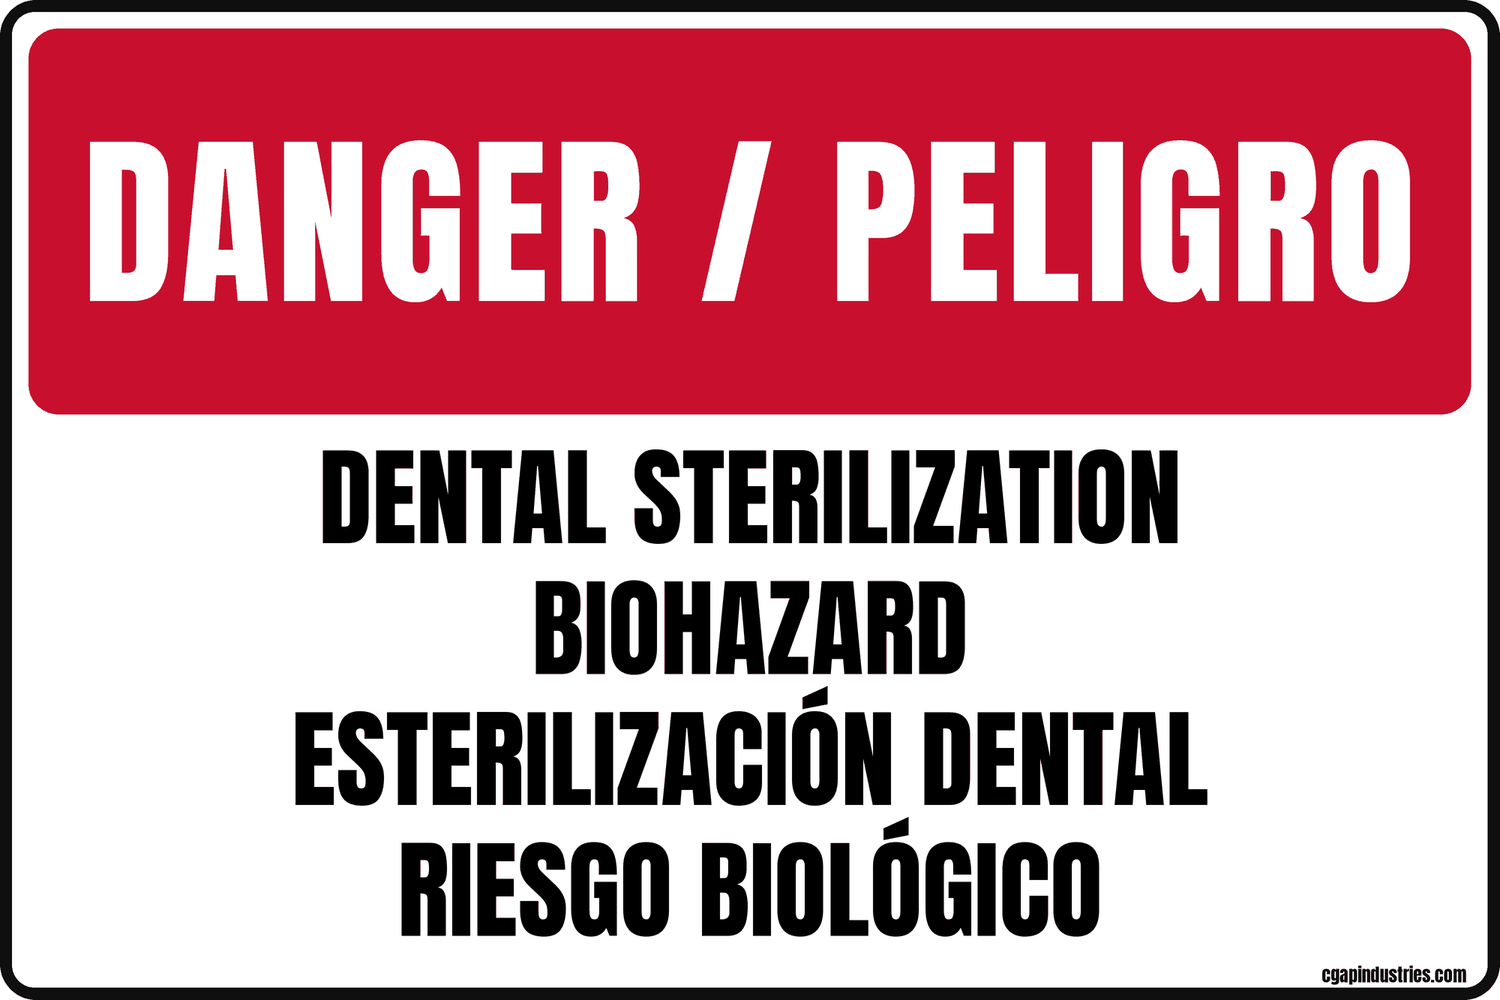 DANGER / PELIGRO
DENTAL STERILIZATION
BIOHAZARD
ESTERILIZACIÓN DENTAL
RIESGO BIOLÓGICO
cgapindustries.com